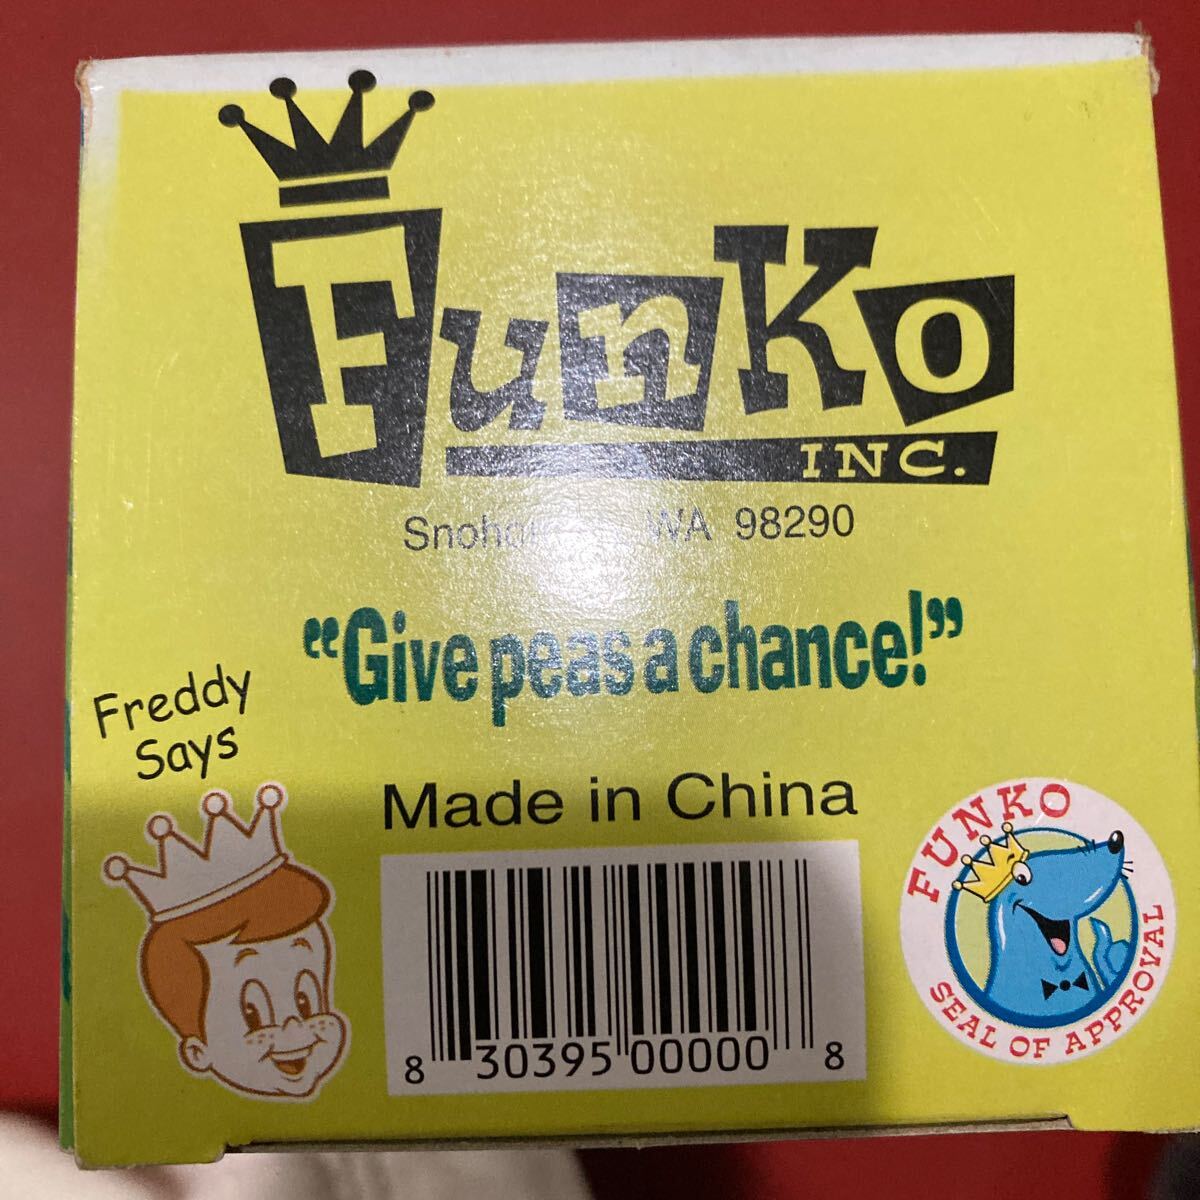 Funko
INC.
WA 98290
"Give peas a chance!"
Freddy
Says
Made in China
8 30395 00000 8
FUNKO
SEAL OF APPROVAL